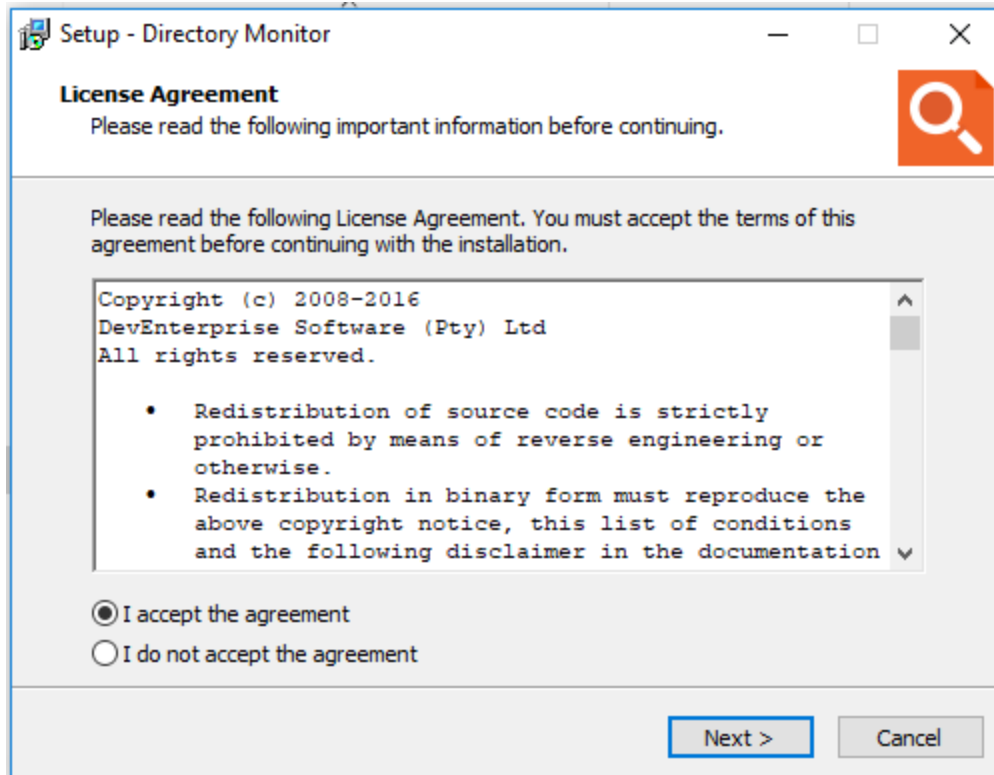 Setup - Directory Monitor
License Agreement
Please read the following important information before continuing.
Please read the following License Agreement. You must accept the terms of this
agreement before continuing with the installation.
Copyright (c) 2008-2016
DevEnterprise Software (Pty) Ltd
All rights reserved.
• Redistribution of source code is strictly
prohibited by means of reverse engineering or
otherwise.
• Redistribution in binary form must reproduce the
above copyright notice, this list of conditions
and the following disclaimer in the documentation
I accept the agreement
I do not accept the agreement
Next >
Cancel